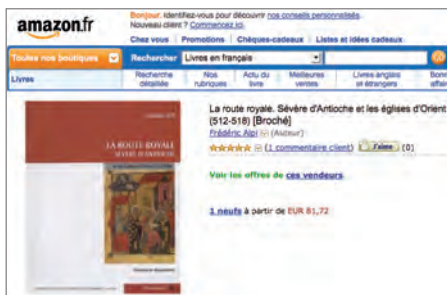 amazon.fr
Bonjour. Identifiez-vous pour découvrir nos conseils personnalisés.
Nouveau client ? Commencez ici.
Chez vous | Promotions | Chèques-cadeaux | Listes et idées cadeaux
Toutes nos boutiques
Rechercher
Livres en français
Livres
Recherche détaillée
Nos rubriques
Actu du livre
Meilleures ventes
Livres anglais et étrangers
La route royale. Sévère d'Antioche et les églises d'Orient
(512-518) [Broché]
Frédéric Alpi (Auteur)
(1 commentaire client) J'aime (0)
Voir les offres de ces vendeurs
1 neufs à partir de EUR 81,72
LA ROUTE ROYALE
SÉVÈRE D'ANTIOCHE